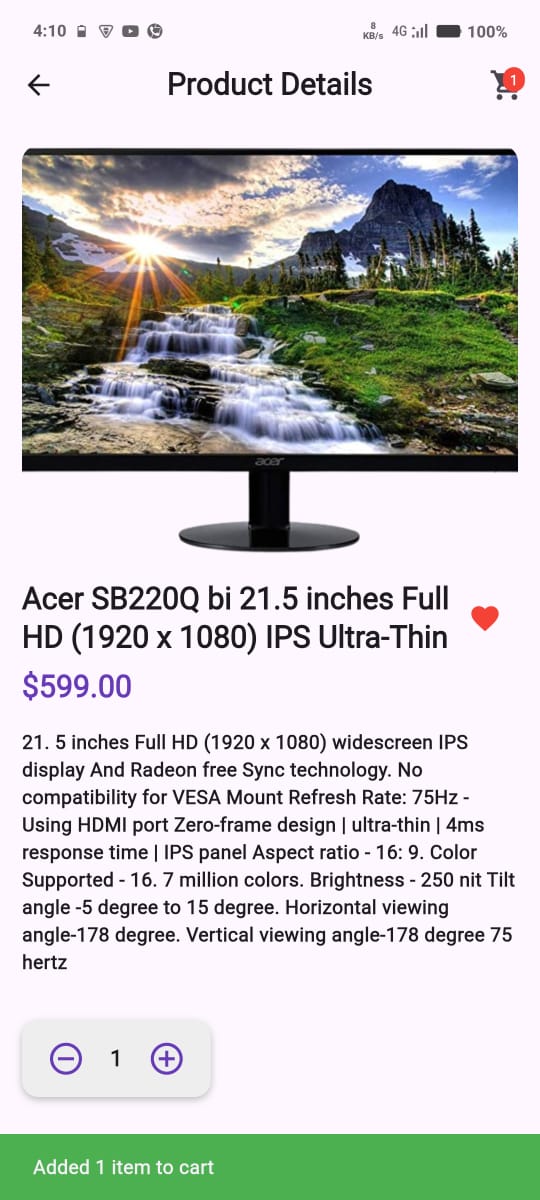 4:10
8
KB/s
4G
100%
Product Details
1
acer
Acer SB220Q bi 21.5 inches Full
HD (1920 x 1080) IPS Ultra-Thin
$599.00
21. 5 inches Full HD (1920 x 1080) widescreen IPS
display And Radeon free Sync technology. No
compatibility for VESA Mount Refresh Rate: 75Hz -
Using HDMI port Zero-frame design | ultra-thin | 4ms
response time | IPS panel Aspect ratio - 16: 9. Color
Supported - 16. 7 million colors. Brightness - 250 nit Tilt
angle -5 degree to 15 degree. Horizontal viewing
angle-178 degree. Vertical viewing angle-178 degree 75
hertz
1
Added 1 item to cart